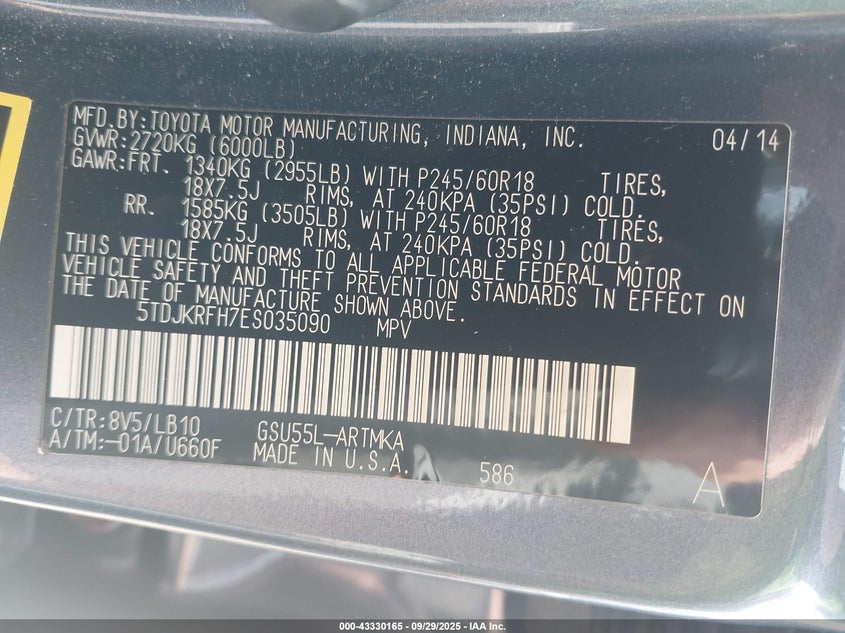 MFD.BY:TOYOTA MOTOR MANUFACTURING, INDIANA, INC. 04/14
GVWR:2720KG (6000LB)
GAWR:FRT. 1340KG (2955LB) WITH P245/60R18 TIRES,
18X7.5J RIMS, AT 240KPA (35PSI) COLD.
RR. 1585KG (3505LB) WITH P245/60R18 TIRES,
18X7.5J RIMS, AT 240KPA (35PSI) COLD.
THIS VEHICLE CONFORMS TO ALL APPLICABLE FEDERAL MOTOR
VEHICLE SAFETY AND THEFT PREVENTION STANDARDS IN EFFECT ON
THE DATE OF MANUFACTURE SHOWN ABOVE.
5TDJKRFH7ES035090 MPV
C/TR:8V5/LB10 GSU55L-ARTMKA
A/TM:-01A/U660F MADE IN U.S.A. 586 A
000-43330165 - 09/29/2025 - IAA Inc.